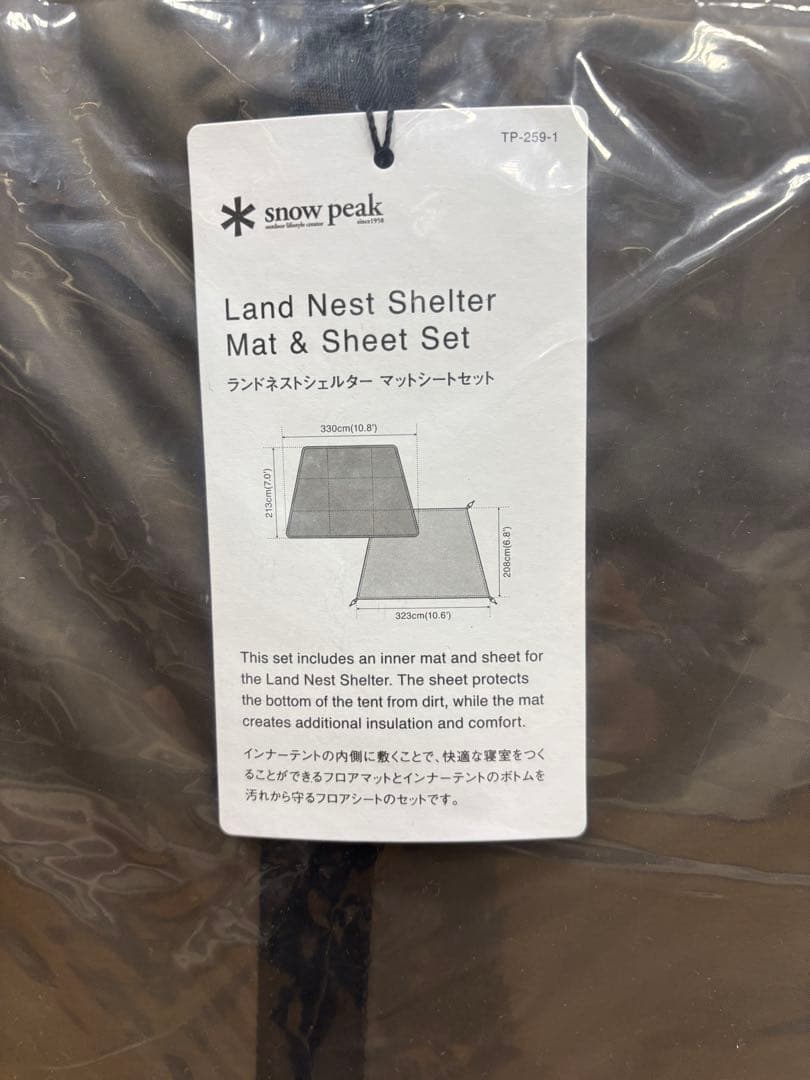 TP-259-1
snow peak
outdoor lifestyle creator since1958
Land Nest Shelter
Mat & Sheet Set
ランドネストシェルター マットシートセット
330cm(10.8')
213cm(7.0')
208cm(6.8')
323cm(10.6')
This set includes an inner mat and sheet for
the Land Nest Shelter. The sheet protects
the bottom of the tent from dirt, while the mat
creates additional insulation and comfort.
インナーテントの内側に敷くことで、快適な寝室をつく
ることができるフロアマットとインナーテントのボトムを
汚れから守るフロアシートのセットです。